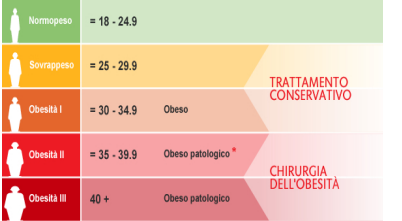 Normopeso = 18 - 24.9
Sovrappeso = 25 - 29.9
TRATTAMENTO
CONSERVATIVO
Obesità I = 30 - 34.9 Obeso
Obesità II = 35 - 39.9 Obeso patologico *
CHIRURGIA
DELL'OBESITÀ
Obesità III 40 + Obeso patologico